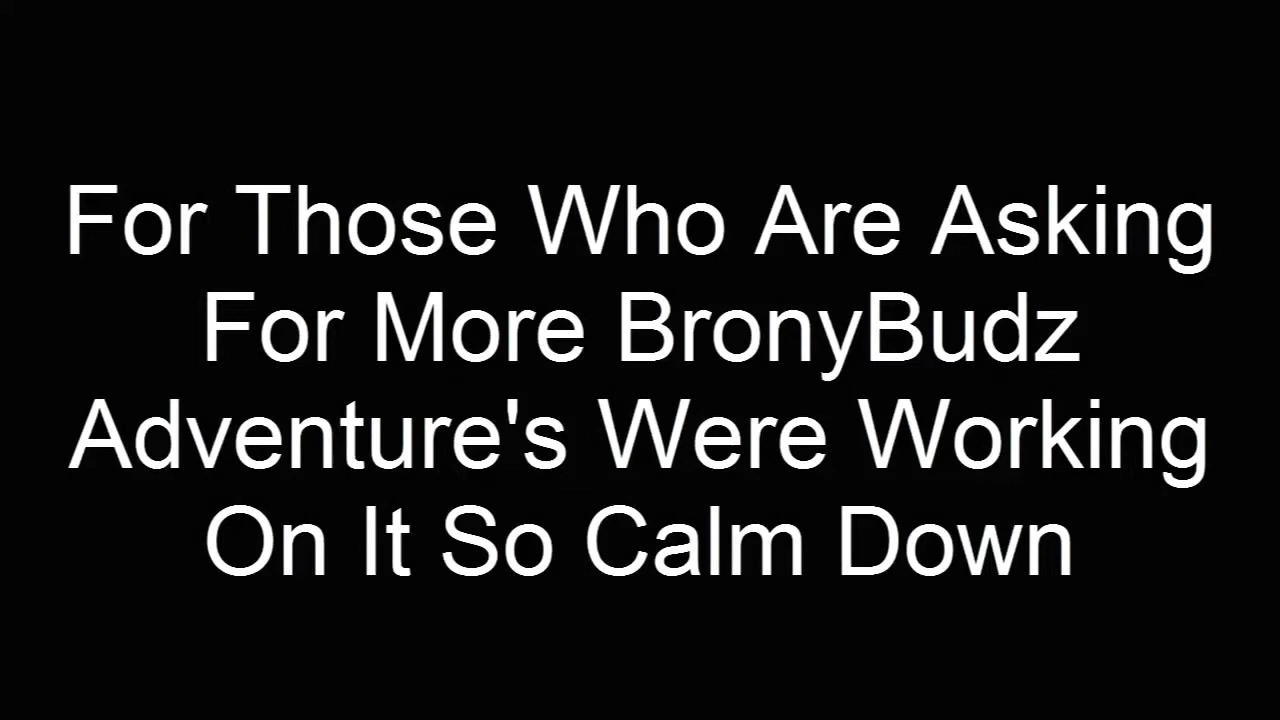 For Those Who Are Asking
For More BronyBudz
Adventure's Were Working
On It So Calm Down